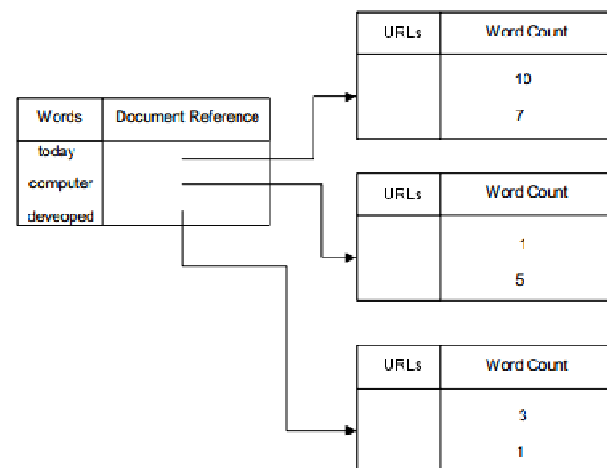 URLs Word Count
10
7
Words Document Reference
today
computer
deveoped
URLs Word Count
1
5
URLs Word Count
3
1